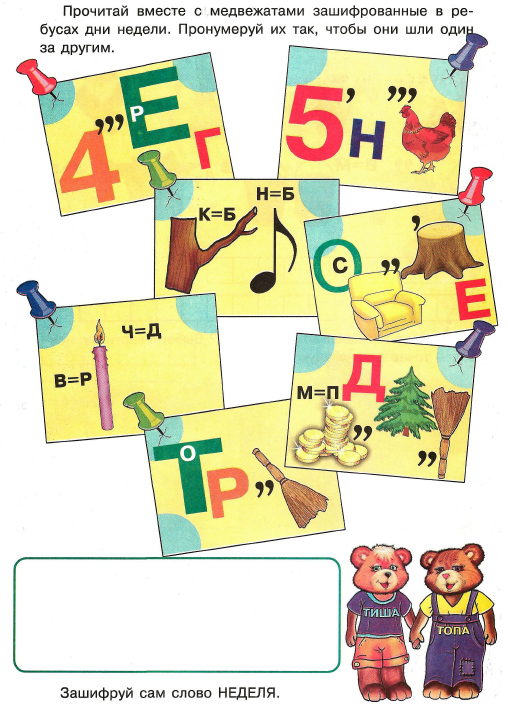 Прочитай вместе с медвежатами зашифрованные в ре-
бусах дни недели. Пронумеруй их так, чтобы они шли один
за другим.
4 ,,, Е Р Г
5 , Н ,,,
К=Б Н=Б
О С ,, , Е
В=Р Ч=Д
М=П Д ,, ,,
Т О Р ,,
ТИША ТОПА
Зашифруй сам слово НЕДЕЛЯ.